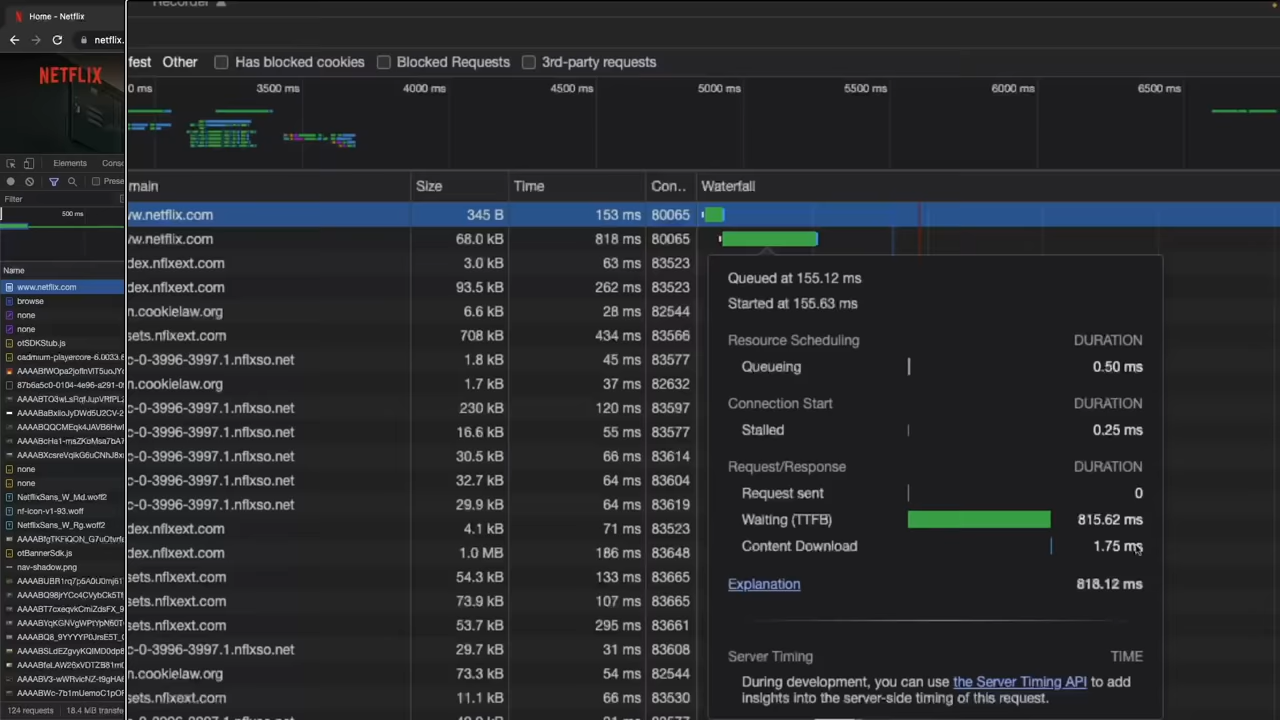 Home - Netflix
Recorder
netflix.
NETFLIX
fest Other Has blocked cookies Blocked Requests 3rd-party requests
0 ms 3500 ms 4000 ms 4500 ms 5000 ms 5500 ms 6000 ms 6500 ms
Elements Conso
Prese
Filter
500 ms
main Size Time Con.. Waterfall
ww.netflix.com 345 B 153 ms 80065
ww.netflix.com 68.0 kB 818 ms 80065
dex.nflxext.com 3.0 kB 63 ms 83523
dex.nflxext.com 93.5 kB 262 ms 83523
n.cookielaw.org 6.6 kB 28 ms 82544
sets.nflxext.com 708 kB 434 ms 83566
c-0-3996-3997.1.nflxso.net 1.8 kB 45 ms 83577
n.cookielaw.org 1.7 kB 37 ms 82632
c-0-3996-3997.1.nflxso.net 230 kB 120 ms 83597
c-0-3996-3997.1.nflxso.net 16.6 kB 55 ms 83577
c-0-3996-3997.1.nflxso.net 30.5 kB 66 ms 83614
c-0-3996-3997.1.nflxso.net 32.7 kB 64 ms 83604
c-0-3996-3997.1.nflxso.net 29.9 kB 64 ms 83619
dex.nflxext.com 4.1 kB 71 ms 83523
dex.nflxext.com 1.0 MB 186 ms 83648
sets.nflxext.com 54.3 kB 133 ms 83665
sets.nflxext.com 73.9 kB 107 ms 83665
sets.nflxext.com 53.7 kB 295 ms 83661
c-0-3996-3997.1.nflxso.net 29.7 kB 31 ms 83608
n.cookielaw.org 73.3 kB 54 ms 82544
sets.nflxext.com 11.1 kB 66 ms 83530
Queued at 155.12 ms
Started at 155.63 ms
Resource Scheduling DURATION
Queueing 0.50 ms
Connection Start DURATION
Stalled 0.25 ms
Request/Response DURATION
Request sent 0
Waiting (TTFB) 815.62 ms
Content Download 1.75 ms
Explanation 818.12 ms
Server Timing TIME
During development, you can use the Server Timing API to add
insights into the server-side timing of this request.
Name
www.netflix.com
browse
none
none
otSDKStub.js
cadmum-playercore-6.0033.8
none
none
NetflixSans_W_Md.woff2
nf-icon-v1-93.woff
NetflixSans_W_Rg.woff2
otBannerSdk.js
nav-shadow.png
124 requests 18.4 MB transfe